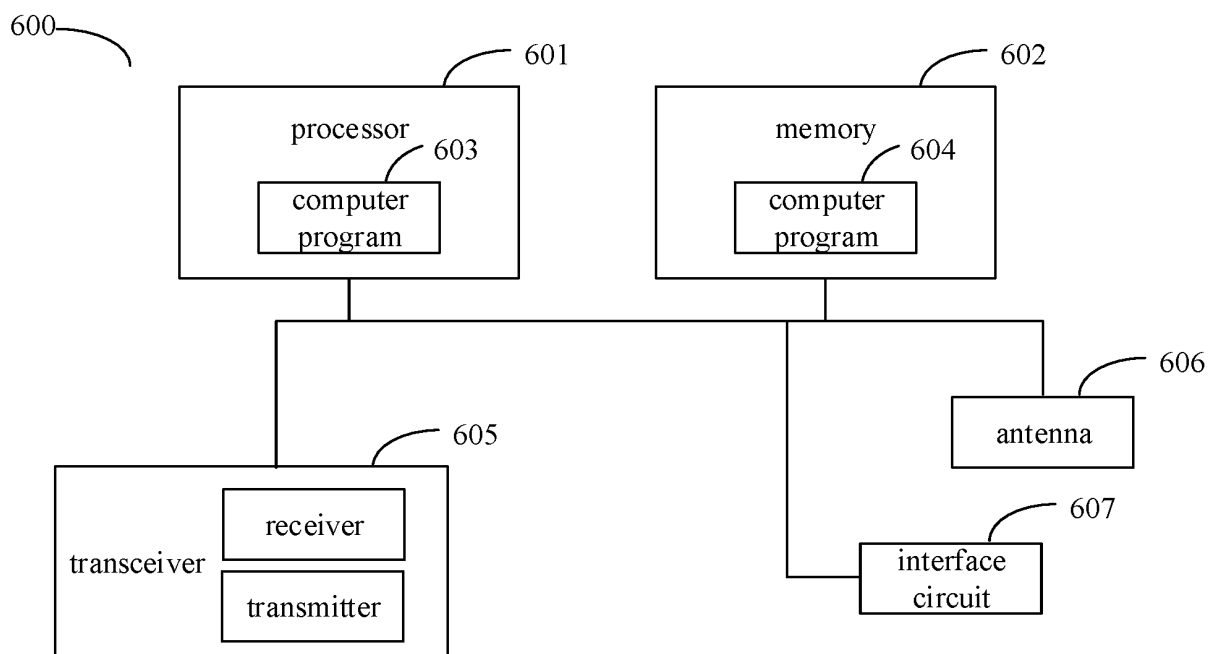 600
601
602
processor
memory
603
604
computer
program
computer
program
606
antenna
605
receiver
607
transceiver
interface
circuit
transmitter